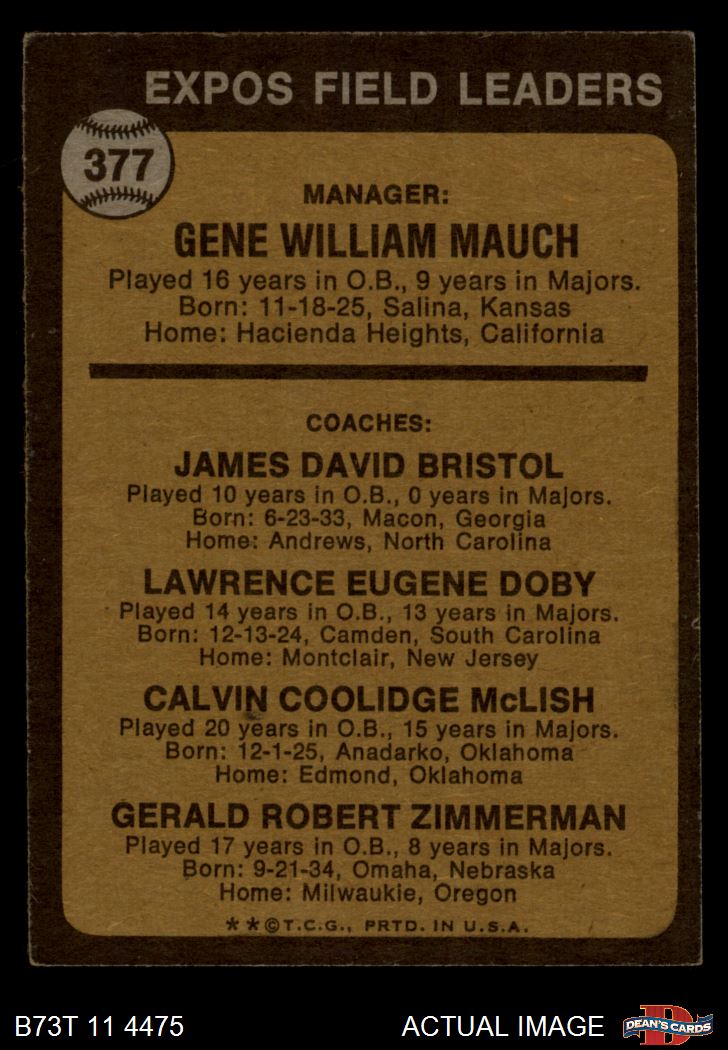 EXPOS FIELD LEADERS
377
MANAGER:
GENE WILLIAM MAUCH
Played 16 years in O.B., 9 years in Majors.
Born: 11-18-25, Salina, Kansas
Home: Hacienda Heights, California
COACHES:
JAMES DAVID BRISTOL
Played 10 years in O.B., 0 years in Majors.
Born: 6-23-33, Macon, Georgia
Home: Andrews, North Carolina
LAWRENCE EUGENE DOBY
Played 14 years in O.B., 13 years in Majors.
Born: 12-13-24, Camden, South Carolina
Home: Montclair, New Jersey
CALVIN COOLIDGE McLISH
Played 20 years in O.B., 15 years in Majors.
Born: 12-1-25, Anadarko, Oklahoma
Home: Edmond, Oklahoma
GERALD ROBERT ZIMMERMAN
Played 17 years in O.B., 8 years in Majors.
Born: 9-21-34, Omaha, Nebraska
Home: Milwaukie, Oregon
**©T.C.G., PRTD. IN U.S.A.
B73T 11 4475 ACTUAL IMAGE D DEAN'S CARDS